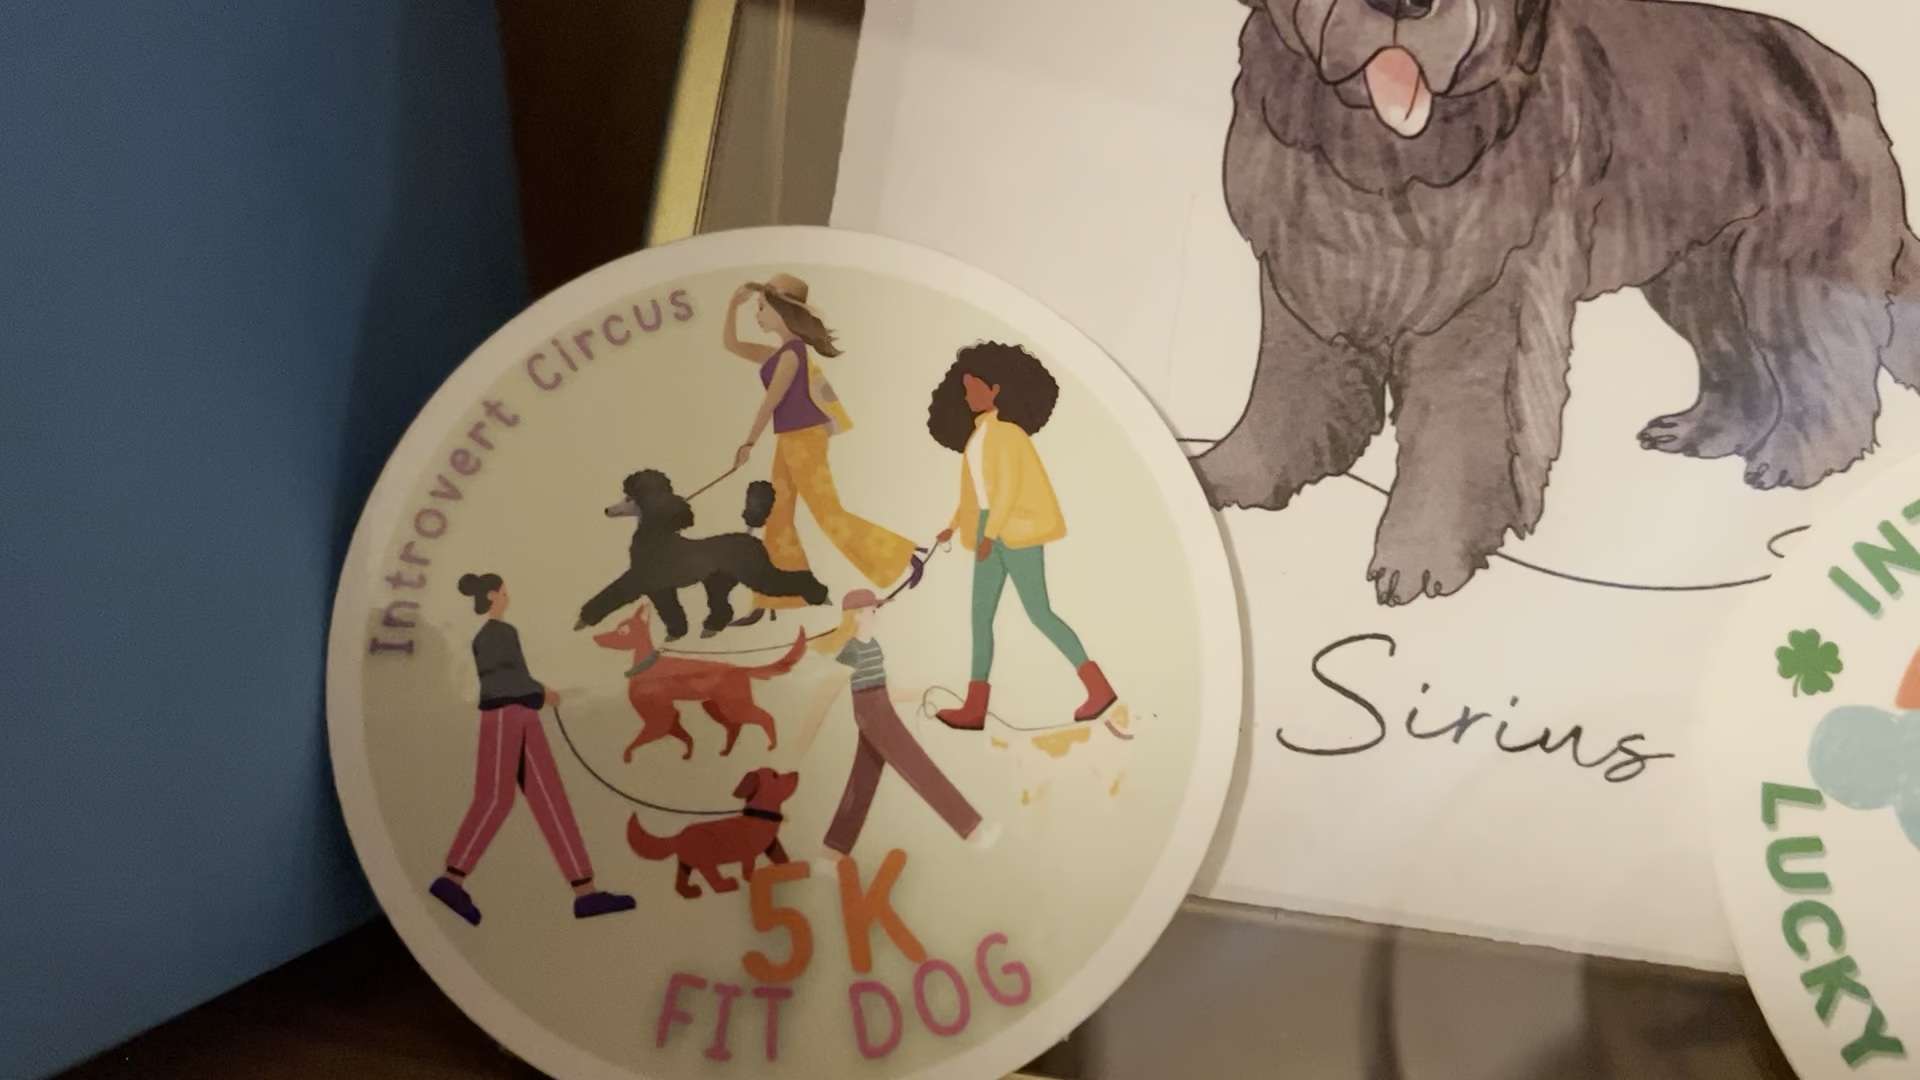 Introvert Circus
5K
FIT DOG
Sirius
LUCKY